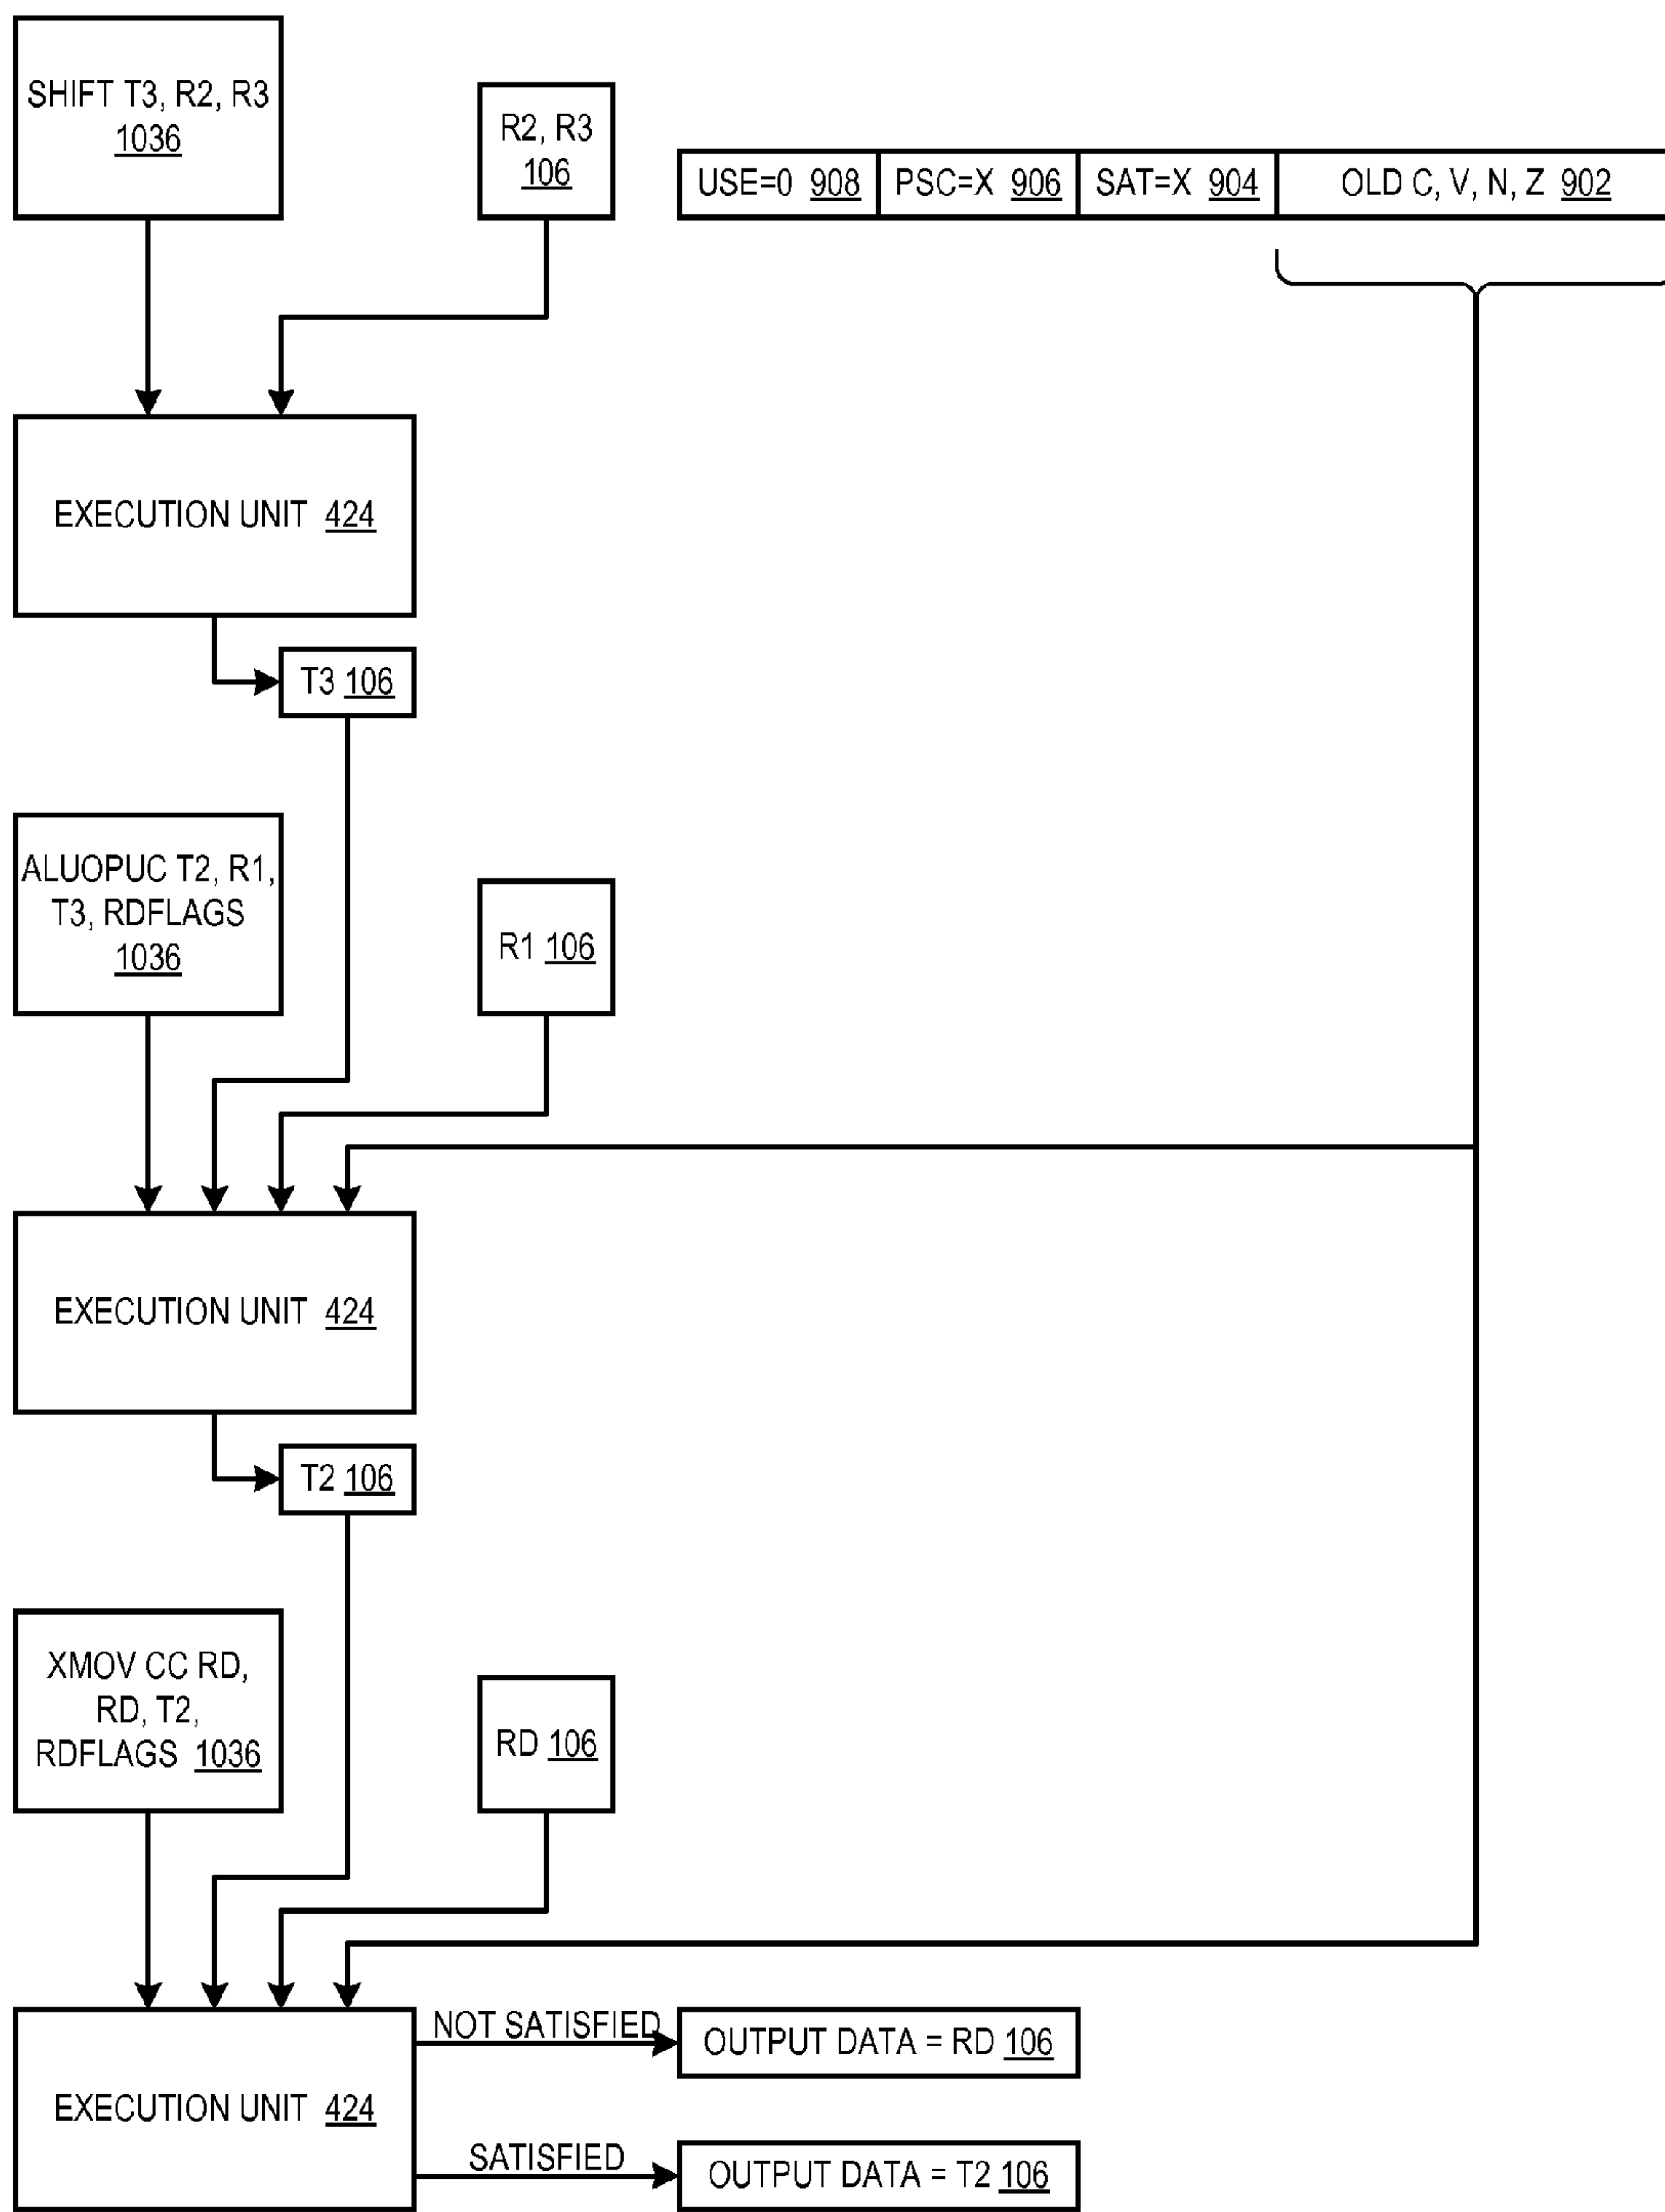 SHIFT T3, R2, R3
1036
R2, R3
106
USE=0 908
PSC=X 906
SAT=X 904
OLD C, V, N, Z 902
EXECUTION UNIT 424
T3 106
ALUOPUC T2, R1,
T3, RDFLAGS
1036
R1 106
EXECUTION UNIT 424
T2 106
XMOV CC RD,
RD, T2,
RDFLAGS 1036
RD 106
EXECUTION UNIT 424
NOT SATISFIED
OUTPUT DATA = RD 106
SATISFIED
OUTPUT DATA = T2 106